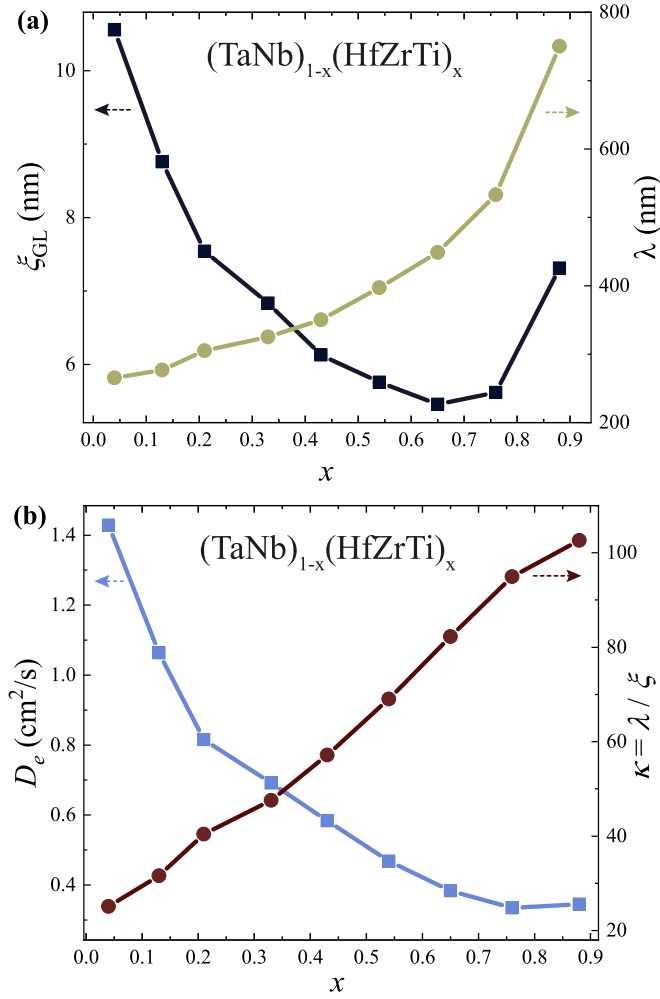 (a)
(TaNb)₁₋ₓ(HfZrTi)ₓ
10
8
6
ξGL (nm)
800
600
400
200
λ (nm)
0.0 0.1 0.2 0.3 0.4 0.5 0.6 0.7 0.8 0.9
x
(b)
(TaNb)₁₋ₓ(HfZrTi)ₓ
1.4
1.2
1.0
0.8
0.6
0.4
Dₑ (cm²/s)
100
80
60
40
20
κ= λ / ξ
0.0 0.1 0.2 0.3 0.4 0.5 0.6 0.7 0.8 0.9
x